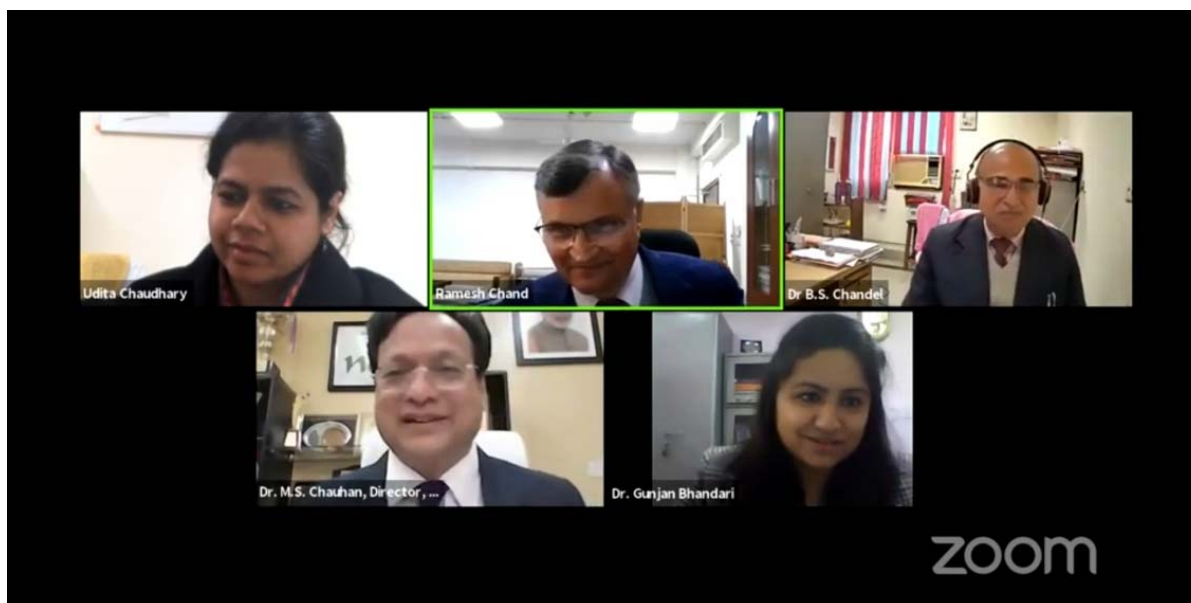 Udita Chaudhary
Ramesh Chand
Dr B.S. Chandel
Dr. M.S. Chauhan, Director, ...
Dr. Gunjan Bhandari
zoom